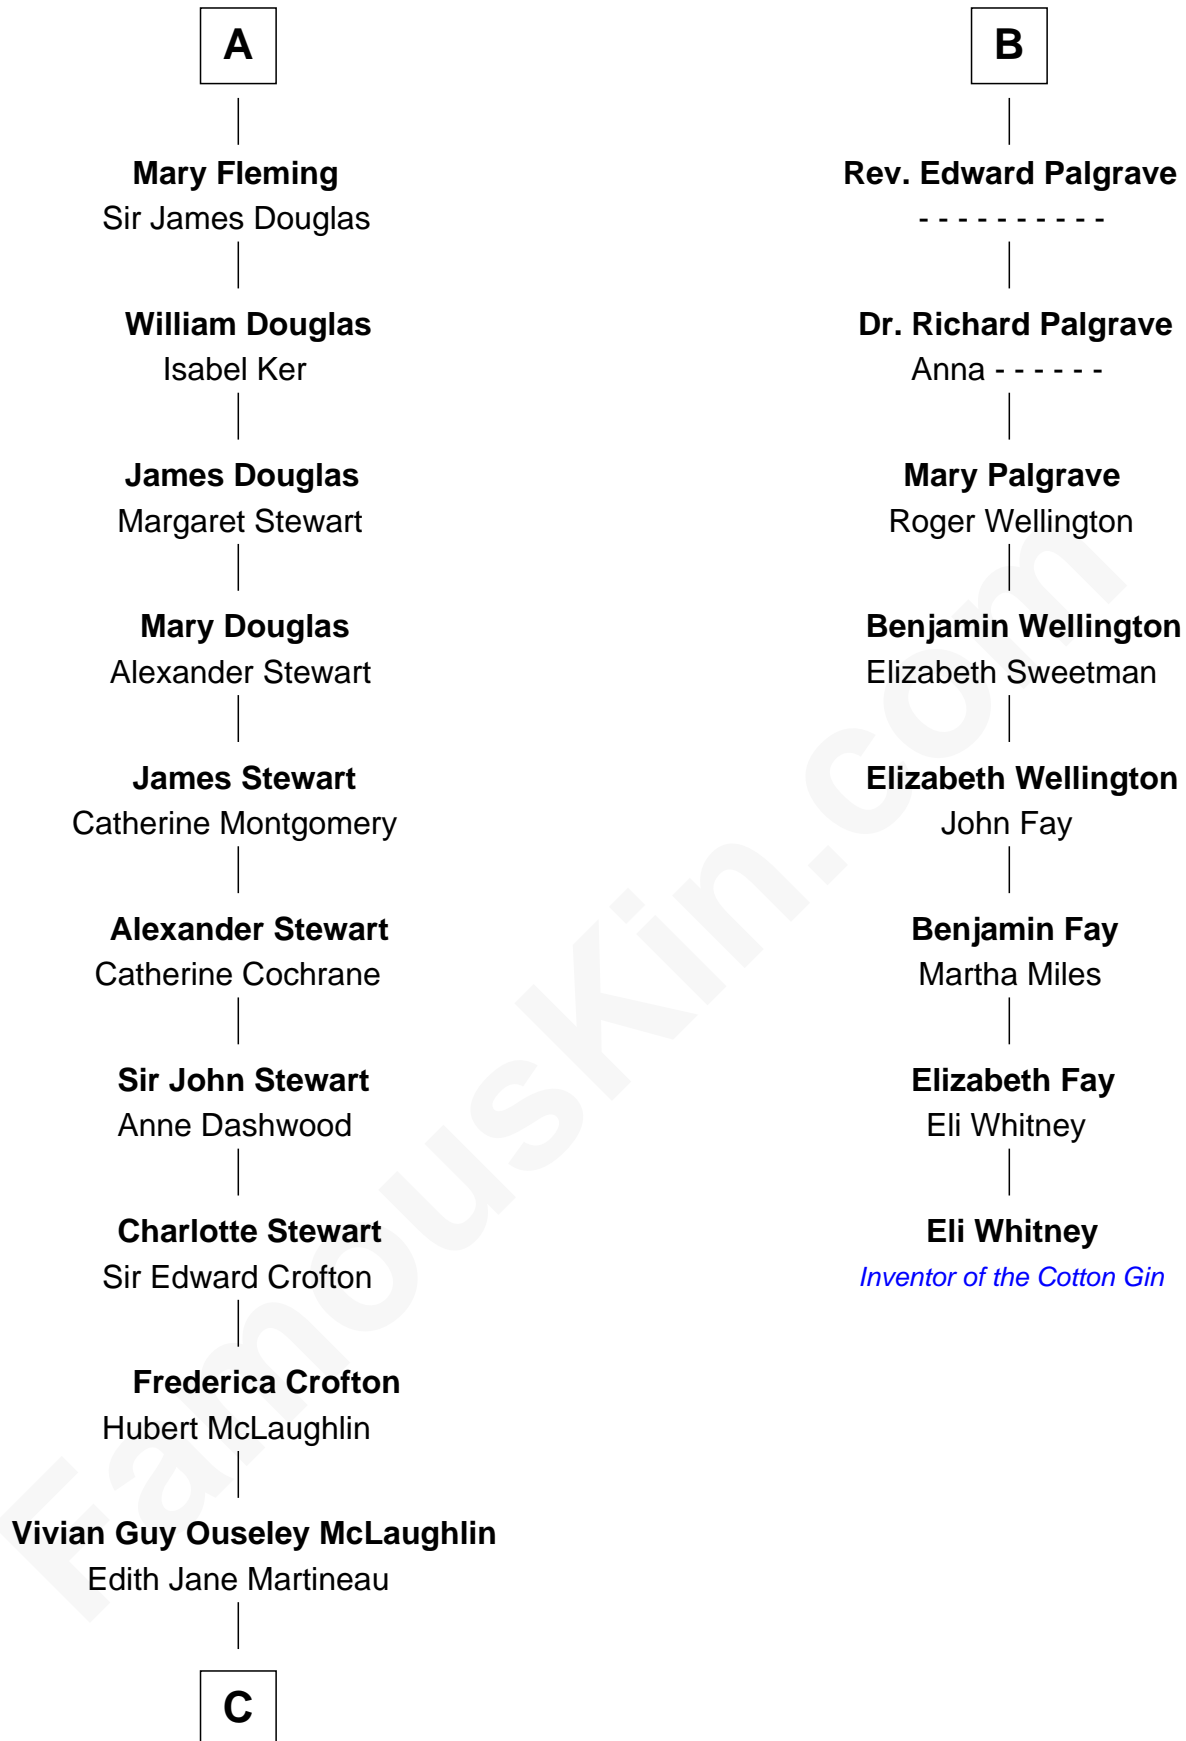 A
Mary Fleming
Sir James Douglas
William Douglas
Isabel Ker
James Douglas
Margaret Stewart
Mary Douglas
Alexander Stewart
James Stewart
Catherine Montgomery
Alexander Stewart
Catherine Cochrane
Sir John Stewart
Anne Dashwood
Charlotte Stewart
Sir Edward Crofton
Frederica Crofton
Hubert McLaughlin
Vivian Guy Ouseley McLaughlin
Edith Jane Martineau
C
B
Rev. Edward Palgrave
- - - - - - - - - -
Dr. Richard Palgrave
Anna - - - - - -
Mary Palgrave
Roger Wellington
Benjamin Wellington
Elizabeth Sweetman
Elizabeth Wellington
John Fay
Benjamin Fay
Martha Miles
Elizabeth Fay
Eli Whitney
Eli Whitney
Inventor of the Cotton Gin
FamousKin.com